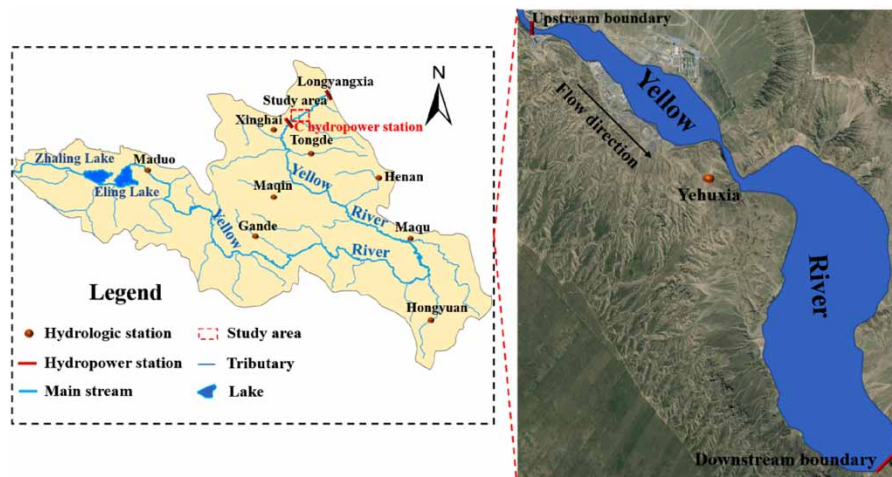 Longyangxia
N
Study area
Xinghai
C hydropower station
Tongde
Zhaling Lake
Maduo
Eling Lake
Yellow
Henan
Maqin
River
Maqu
Yellow
Gande
River
Hongyuan
Legend
Hydrologic station
Study area
Hydropower station
Tributary
Main stream
Lake
Upstream boundary
Yellow
Flow direction
Yehuxia
River
Downstream boundary